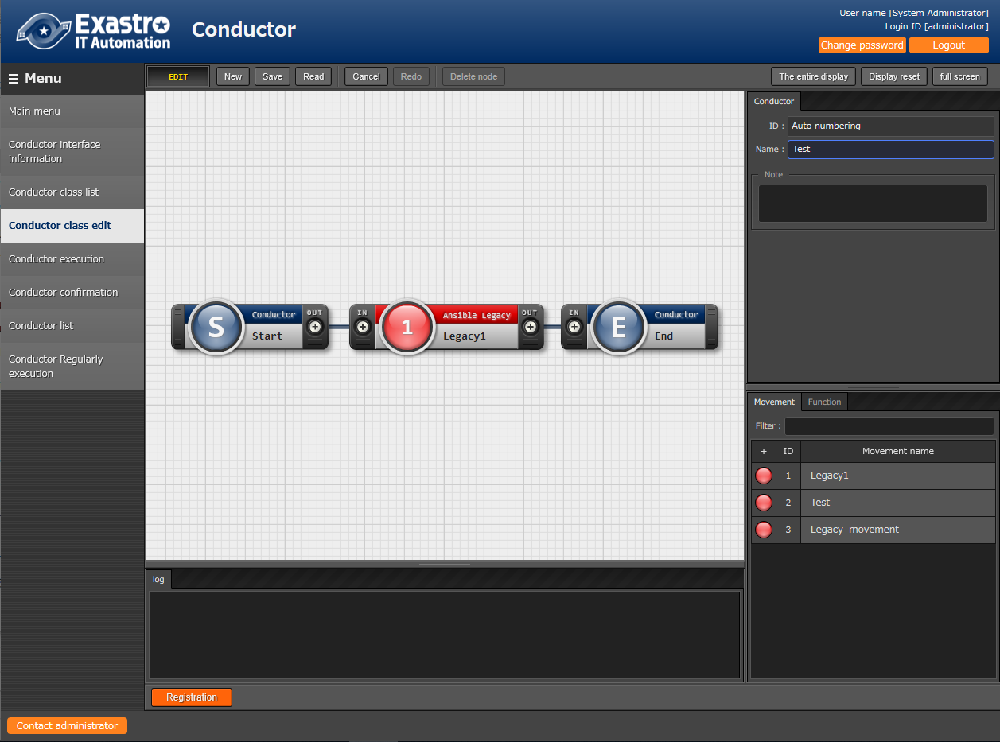 Exastro
IT Automation
Conductor
User name [System Administrator]
Login ID [administrator]
Change password
Logout
Menu
Main menu
Conductor interface
information
Conductor class list
Conductor class edit
Conductor execution
Conductor confirmation
Conductor list
Conductor Regularly
execution
Contact administrator
EDIT
New
Save
Read
Cancel
Redo
Delete node
The entire display
Display reset
full screen
S
Conductor
Start
OUT
IN
1
Ansible Legacy
Legacy1
OUT
IN
E
Conductor
End
log
Registration
Conductor
ID : Auto numbering
Name : Test
Note
Movement Function
Filter :
+ ID Movement name
1 Legacy1
2 Test
3 Legacy_movement